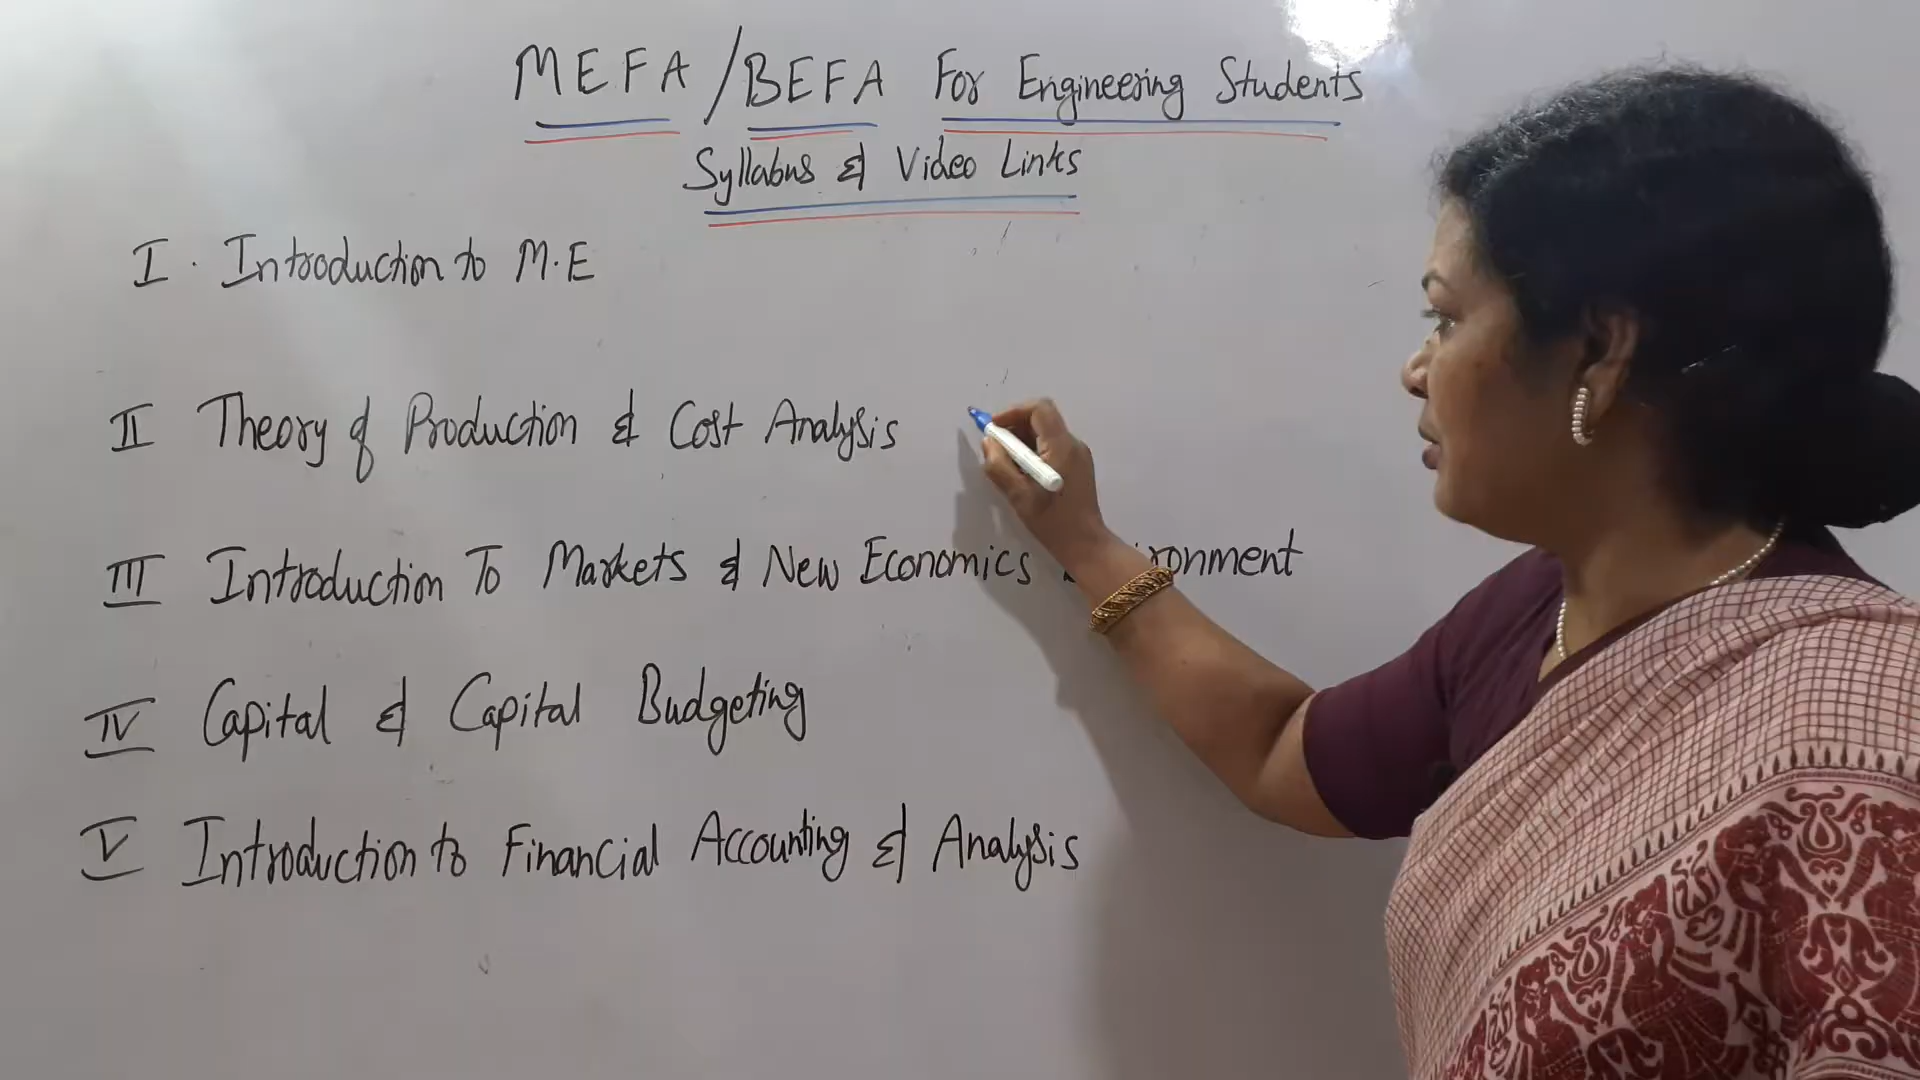 MEFA/BEFA For Engineering Students
Syllabus & Video Links
I. Introduction to M.E
II Theory of Production & Cost Analysis
III Introduction To Markets & New Economics
IV Capital & Capital Budgeting
V Introduction to Financial Accounting & Analysis